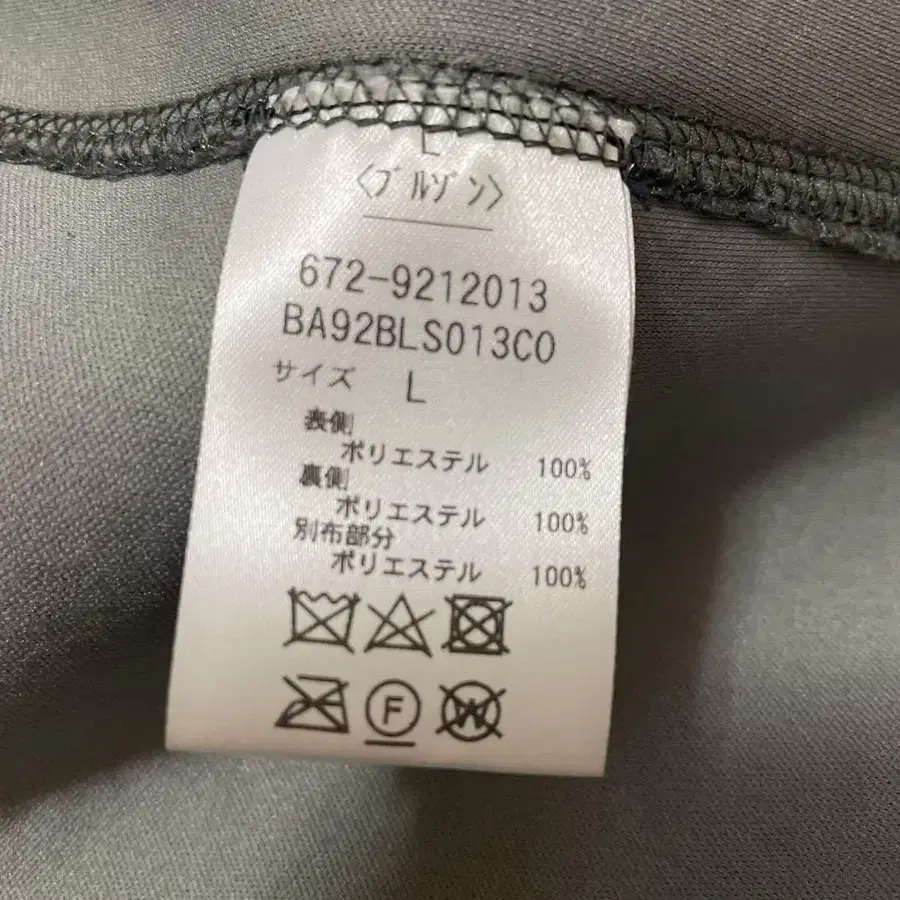 L
〈ブルゾン〉
672-9212013
BA92BLS013CO
サイズ L
表側
ポリエステル 100%
裏側
ポリエステル 100%
別布部分
ポリエステル 100%
F W